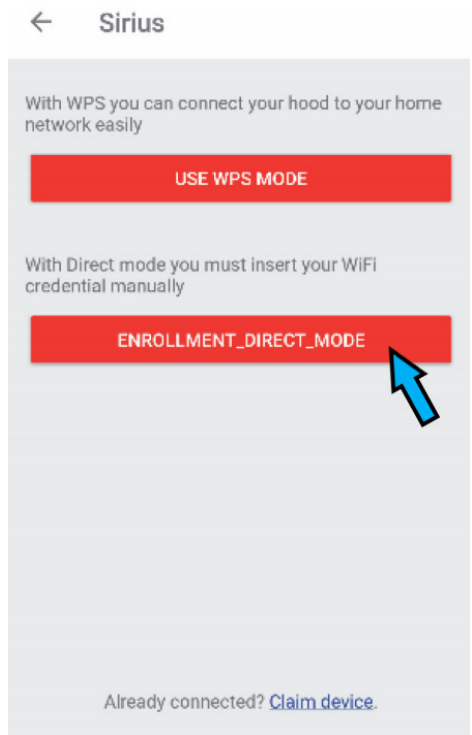 Sirius
With WPS you can connect your hood to your home
network easily
USE WPS MODE
With Direct mode you must insert your WiFi
credential manually
ENROLLMENT_DIRECT_MODE
Already connected? Claim device.